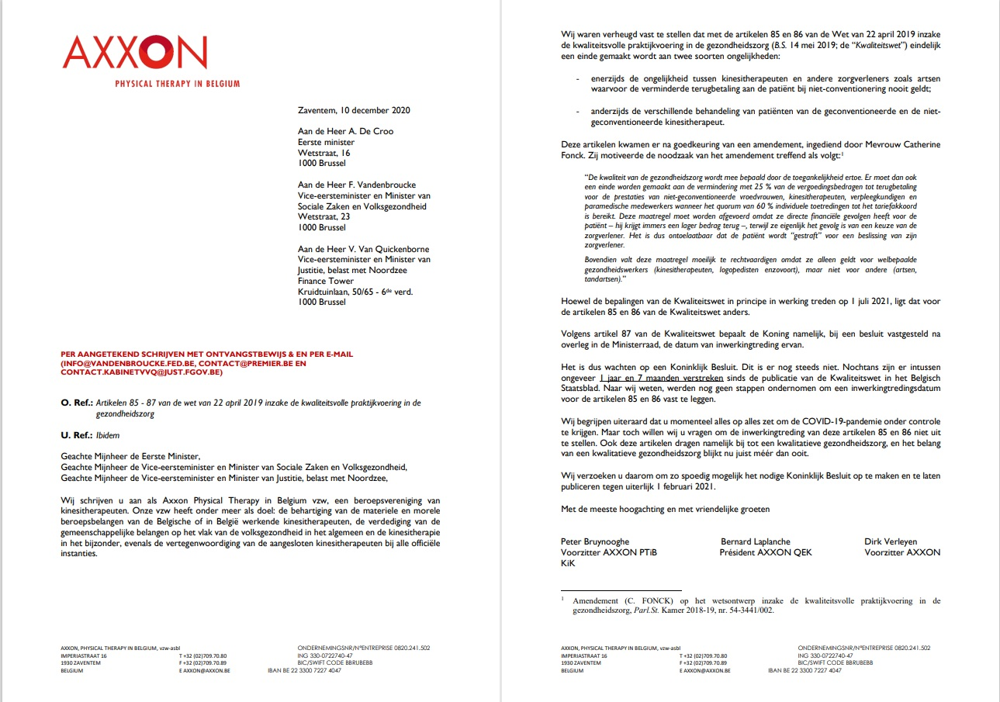 AXXON
PHYSICAL THERAPY IN BELGIUM
Zaventem, 10 december 2020
Aan de Heer A. De Croo
Eerste minister
Wetstraat, 16
1000 Brussel
Aan de Heer F. Vandenbroucke
Vice-eersteminister en Minister van
Sociale Zaken en Volksgezondheid
Wetstraat, 23
1000 Brussel
Aan de Heer V. Van Quickenborne
Vice-eersteminister en Minister van
Justitie, belast met Noordzee
Finance Tower
Kruidtuinlaan, 50/65 - 6de verd.
1000 Brussel
PER AANGETEKEND SCHRIJVEN MET ONTVANGSTBEWIJS & EN PER E-MAIL
(INFO@VANDENBROUCKE.FED.BE, CONTACT@PREMIER.BE EN
CONTACT.KABINETVVQ@JUST.FGOV.BE)
O. Ref.: Artikelen 85 - 87 van de wet van 22 april 2019 inzake de kwaliteitsvolle praktijkvoering in de
gezondheidszorg
U. Ref.: Ibidem
Geachte Mijnheer de Eerste Minister,
Geachte Mijnheer de Vice-eersteminister en Minister van Sociale Zaken en Volksgezondheid,
Geachte Mijnheer de Vice-eersteminister en Minister van Justitie, belast met Noordzee,
Wij schrijven u aan als Axxon Physical Therapy in Belgium vzw, een beroepsvereniging van
kinesitherapeuten. Onze vzw heeft onder meer als doel: de behartiging van de materiele en morele
beroepsbelangen van de Belgische of in België werkende kinesitherapeuten, de verdediging van de
gemeenschappelijke belangen op het vlak van de volksgezondheid in het algemeen en de kinesitherapie
in het bijzonder, evenals de vertegenwoordiging van de aangesloten kinesitherapeuten bij alle officiële
instanties.
AXXON, PHYSICAL THERAPY IN BELGIUM, vzw-asbl ONDERNEMINGSNR/N°ENTREPRISE 0820.241.502
IMPERIASTRAAT 16 T +32 (02)709.70.80 ING 330-0722740-47
1930 ZAVENTEM F +32 (02)709.70.89 BIC/SWIFT CODE BBRUBEBB
BELGIUM E AXXON@AXXON.BE IBAN BE 22 3300 7227 4047
Wij waren verheugd vast te stellen dat met de artikelen 85 en 86 van de Wet van 22 april 2019 inzake
de kwaliteitsvolle praktijkvoering in de gezondheidszorg (B.S. 14 mei 2019; de “Kwaliteitswet”) eindelijk
een einde gemaakt wordt aan twee soorten ongelijkheden:
- enerzijds de ongelijkheid tussen kinesitherapeuten en andere zorgverleners zoals artsen
waarvoor de verminderde terugbetaling aan de patiënt bij niet-conventionering nooit geldt;
- anderzijds de verschillende behandeling van patiënten van de geconventioneerde en de niet-
geconventioneerde kinesitherapeut.
Deze artikelen kwamen er na goedkeuring van een amendement, ingediend door Mevrouw Catherine
Fonck. Zij motiveerde de noodzaak van het amendement treffend als volgt:1
“De kwaliteit van de gezondheidszorg wordt mee bepaald door de toegankelijkheid ertoe. Er moet dan ook
een einde worden gemaakt aan de vermindering met 25 % van de vergoedingsbedragen tot terugbetaling
voor de prestaties van niet-geconventioneerde vroedvrouwen, kinesitherapeuten, verpleegkundigen en
paramedische medewerkers wanneer het quorum van 60 % individuele toetredingen tot het tariefakkoord
is bereikt. Deze maatregel moet worden afgevoerd omdat ze directe financiële gevolgen heeft voor de
patiënt – hij krijgt immers een lager bedrag terug –, terwijl ze eigenlijk het gevolg is van een keuze van de
zorgverlener. Het is dus ontoelaatbaar dat de patiënt wordt “gestraft” voor een beslissing van zijn
zorgverlener.
Bovendien valt deze maatregel moeilijk te rechtvaardigen omdat ze alleen geldt voor welbepaalde
gezondheidswerkers (kinesitherapeuten, logopedisten enzovoort), maar niet voor andere (artsen,
tandartsen).”
Hoewel de bepalingen van de Kwaliteitswet in principe in werking treden op 1 juli 2021, ligt dat voor
de artikelen 85 en 86 van de Kwaliteitswet anders.
Volgens artikel 87 van de Kwaliteitswet bepaalt de Koning namelijk, bij een besluit vastgesteld na
overleg in de Ministerraad, de datum van inwerkingtreding ervan.
Het is dus wachten op een Koninklijk Besluit. Dit is er nog steeds niet. Nochtans zijn er intussen
ongeveer 1 jaar en 7 maanden verstreken sinds de publicatie van de Kwaliteitswet in het Belgisch
Staatsblad. Naar wij weten, werden nog geen stappen ondernomen om een inwerkingtredingsdatum
voor de artikelen 85 en 86 vast te leggen.
Wij begrijpen uiteraard dat u momenteel alles op alles zet om de COVID-19-pandemie onder controle
te krijgen. Maar toch willen wij u vragen om de inwerkingtreding van deze artikelen 85 en 86 niet uit
te stellen. Ook deze artikelen dragen namelijk bij tot een kwalitatieve gezondheidszorg, en het belang
van een kwalitatieve gezondheidszorg blijkt nu juist méér dan ooit.
Wij verzoeken u daarom om zo spoedig mogelijk het nodige Koninklijk Besluit op te maken en te laten
publiceren tegen uiterlijk 1 februari 2021.
Met de meeste hoogachting en met vriendelijke groeten
Peter Bruynooghe Bernard Laplanche Dirk Verleyen
Voorzitter AXXON PTiB Président AXXON QEK Voorzitter AXXON
KiK
1 Amendement (C. FONCK) op het wetsontwerp inzake de kwaliteitsvolle praktijkvoering in de
gezondheidszorg, Parl.St. Kamer 2018-19, nr. 54-3441/002.
AXXON, PHYSICAL THERAPY IN BELGIUM, vzw-asbl ONDERNEMINGSNR/N°ENTREPRISE 0820.241.502
IMPERIASTRAAT 16 T +32 (02)709.70.80 ING 330-0722740-47
1930 ZAVENTEM F +32 (02)709.70.89 BIC/SWIFT CODE BBRUBEBB
BELGIUM E AXXON@AXXON.BE IBAN BE 22 3300 7227 4047